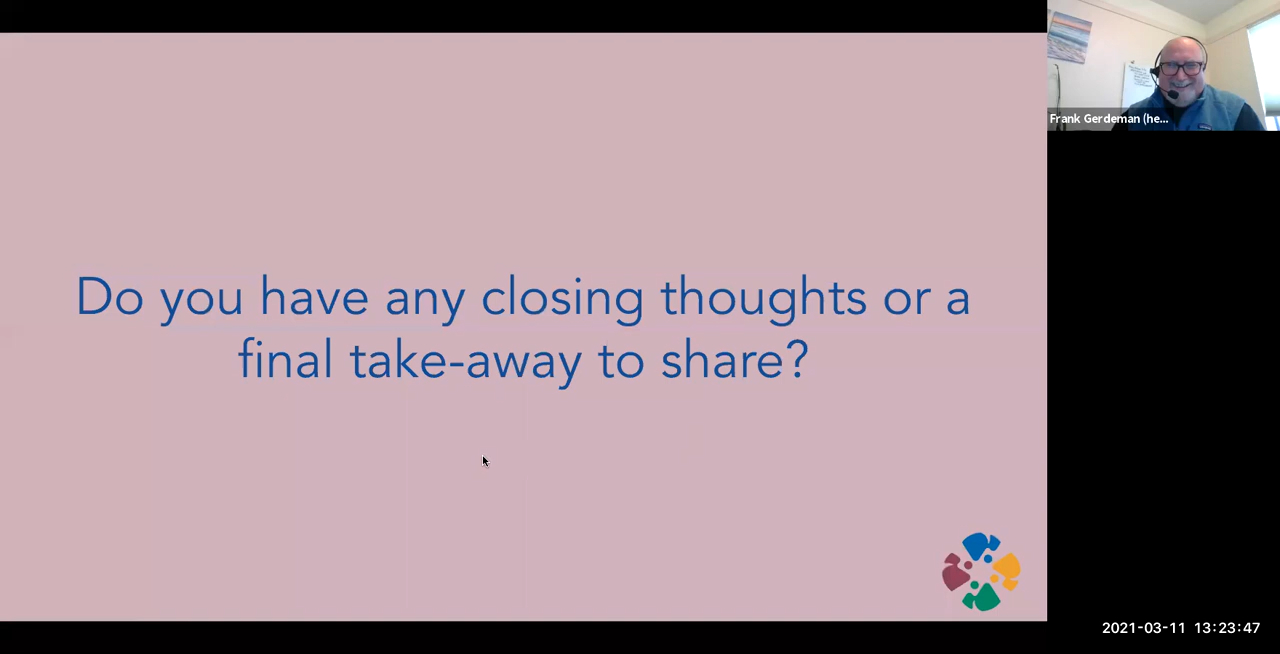 Do you have any closing thoughts or a
final take-away to share?
Frank Gerdeman (he...
2021-03-11 13:23:47